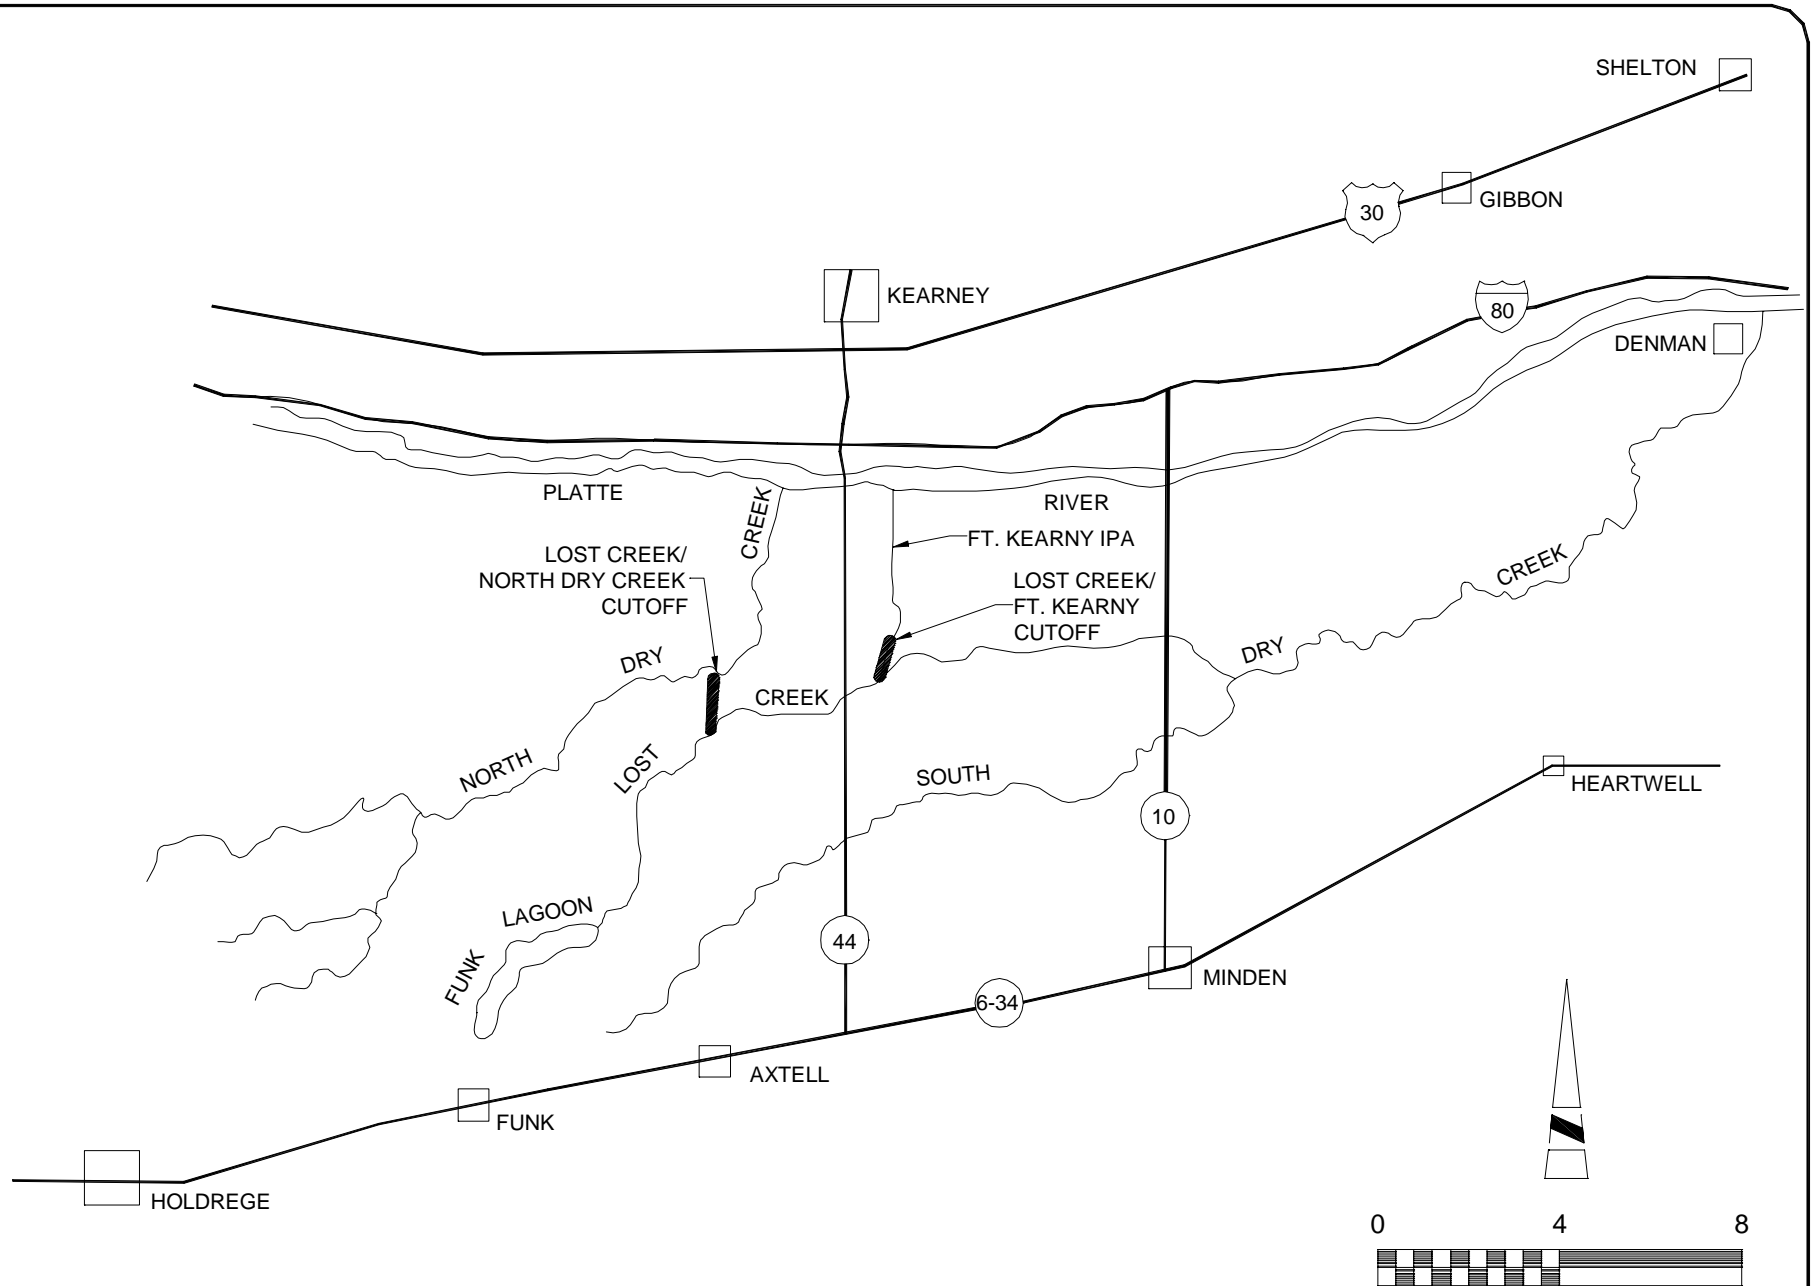 SHELTON
GIBBON
30
KEARNEY
80
DENMAN
PLATTE
RIVER
CREEK
FT. KEARNY IPA
LOST CREEK/
NORTH DRY CREEK
CUTOFF
LOST CREEK/
FT. KEARNY
CUTOFF
CREEK
DRY
DRY
CREEK
NORTH
LOST
SOUTH
HEARTWELL
10
LAGOON
FUNK
44
MINDEN
6-34
AXTELL
FUNK
HOLDREGE
0 4 8